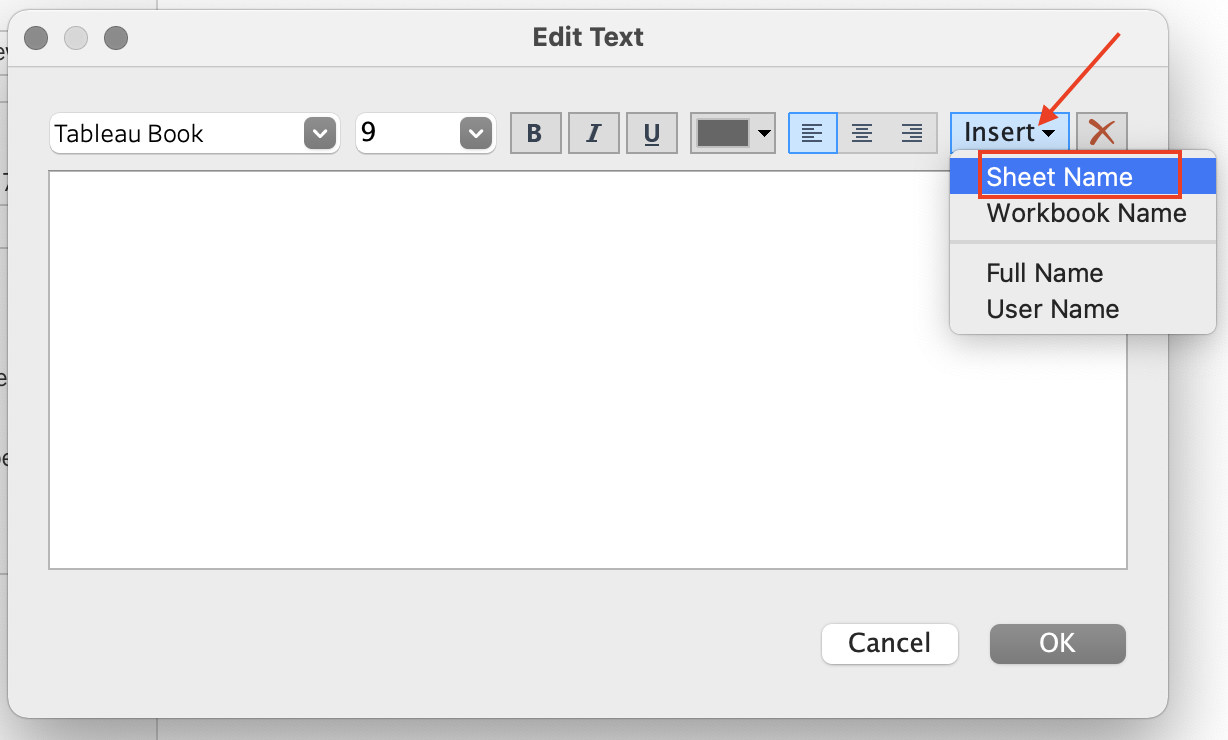 Edit Text
Tableau Book 9 B I U Insert
Sheet Name
Workbook Name
Full Name
User Name
Cancel OK